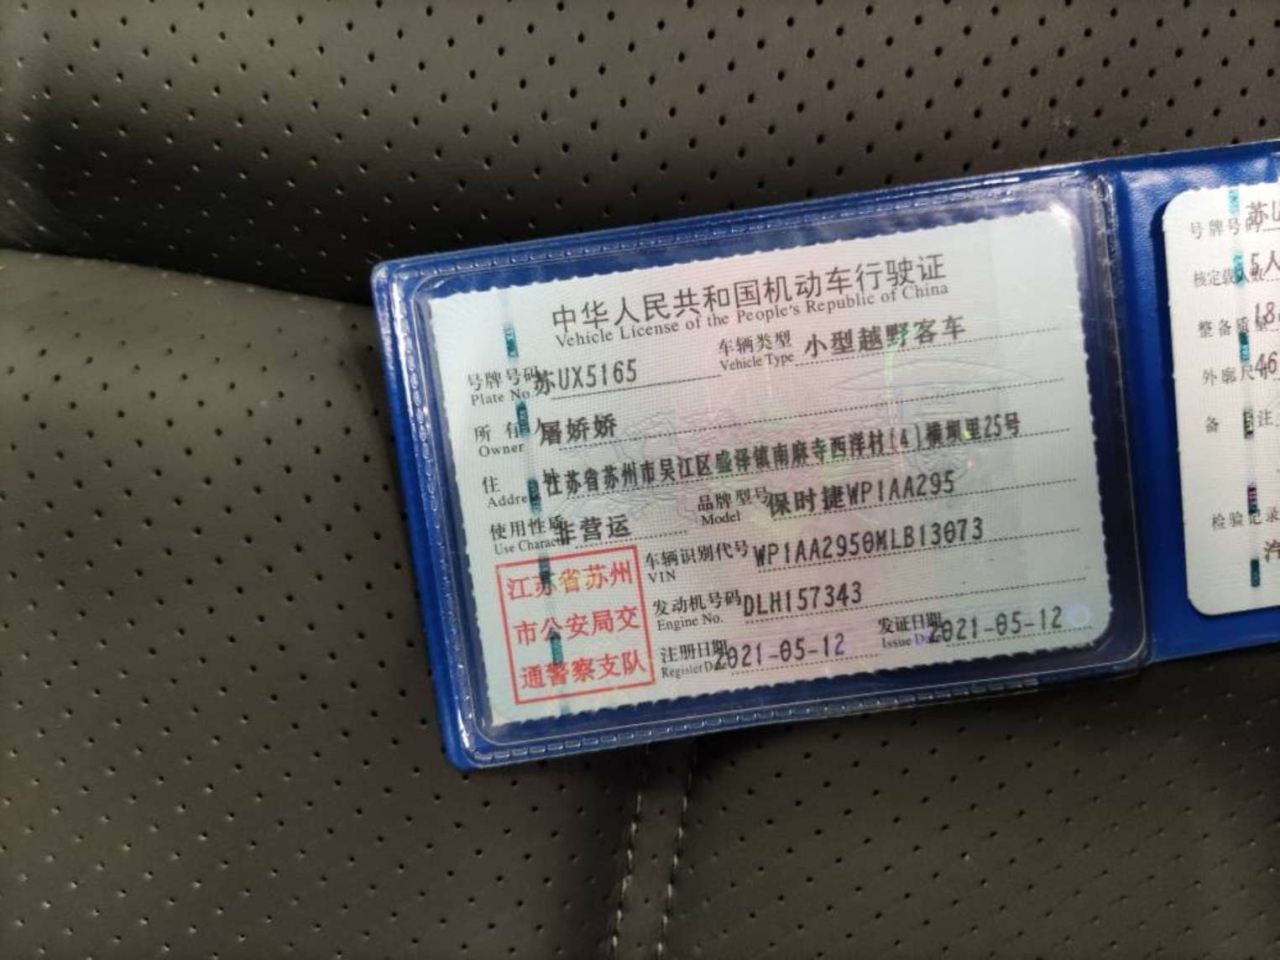 中华人民共和国机动车行驶证
Vehicle License of the People's Republic of China
号牌号码 苏UX5165 车辆类型 小型越野客车
Plate No. Vehicle Type
所有人 屠娇娇
Owner
住 江苏省苏州市吴江区盛泽镇南麻寺西洋村(4)横坝里25号
Address
使用性质 非营运 品牌型号 保时捷WP1AA295
Use Character Model
车辆识别代号 WP1AA2950MLB13073
VIN
发动机号码 DLH157343
Engine No.
注册日期 2021-05-12 发证日期 2021-05-12
Register Date Issue Date
江苏省苏州
市公安局交
通警察支队
号牌号 苏U
核定载人数 5人
整备质量 18
外廓尺寸 46
备 注
检验记录